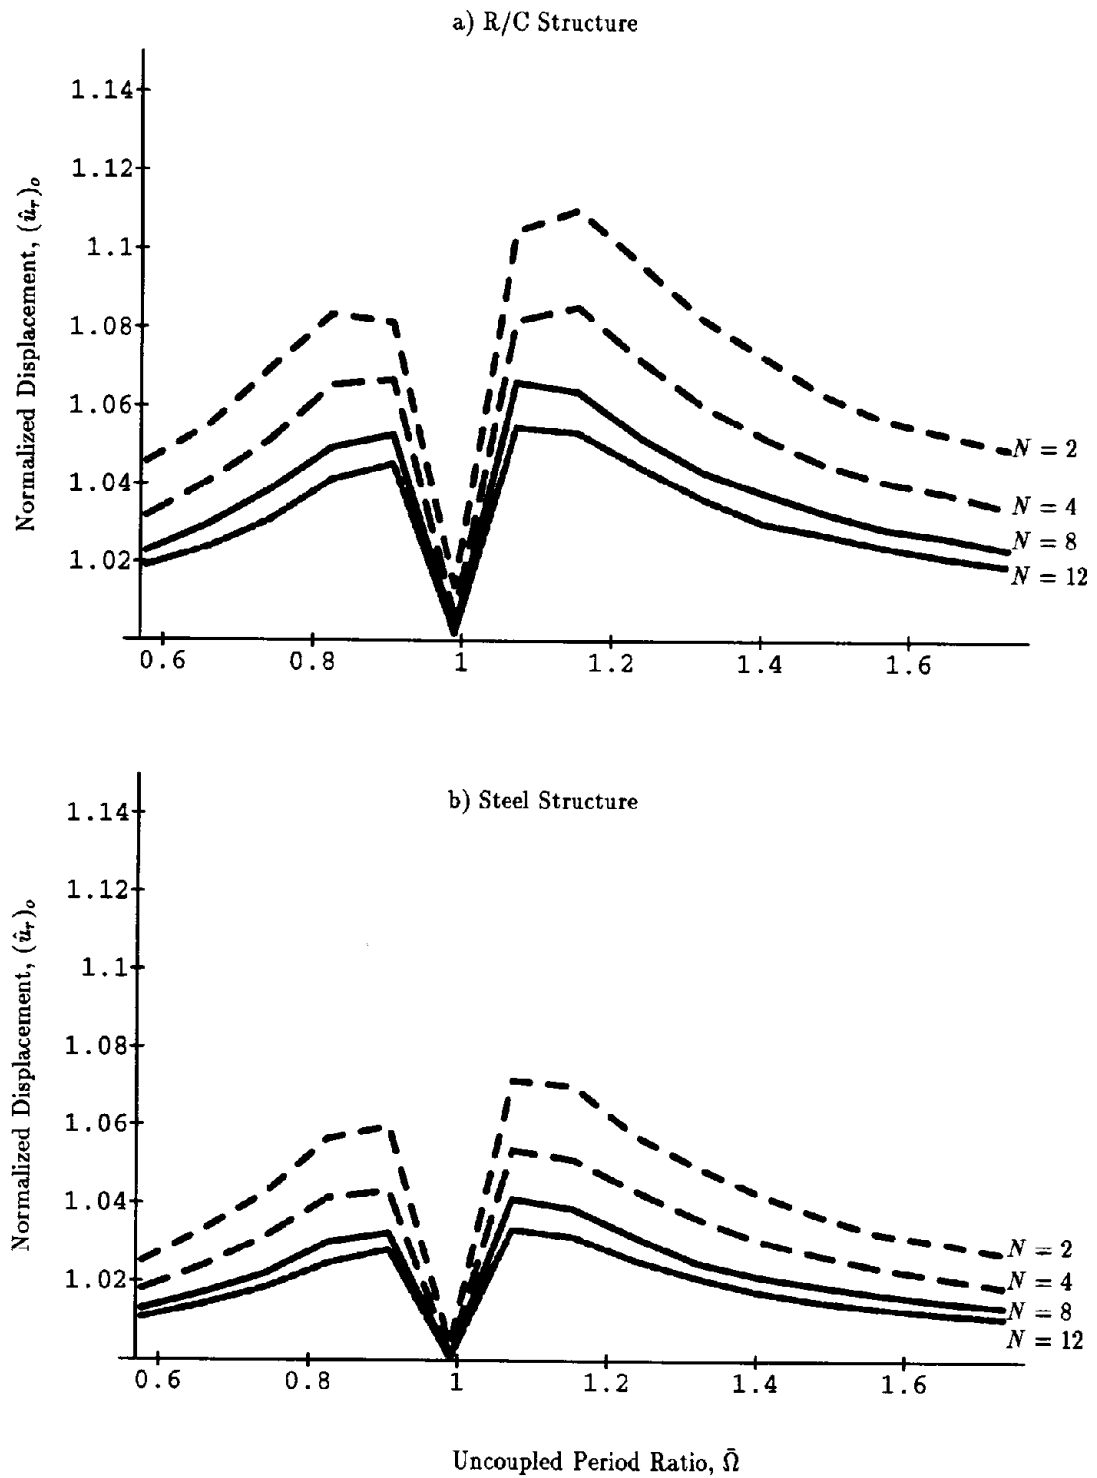 a) R/C Structure
1.14
1.12
1.1
1.08
1.06
1.04
1.02
Normalized Displacement, (û_r)_o
N = 2
N = 4
N = 8
N = 12
0.6 0.8 1 1.2 1.4 1.6
b) Steel Structure
1.14
1.12
1.1
1.08
1.06
1.04
1.02
Normalized Displacement, (û_r)_o
N = 2
N = 4
N = 8
N = 12
0.6 0.8 1 1.2 1.4 1.6
Uncoupled Period Ratio, Ω̄